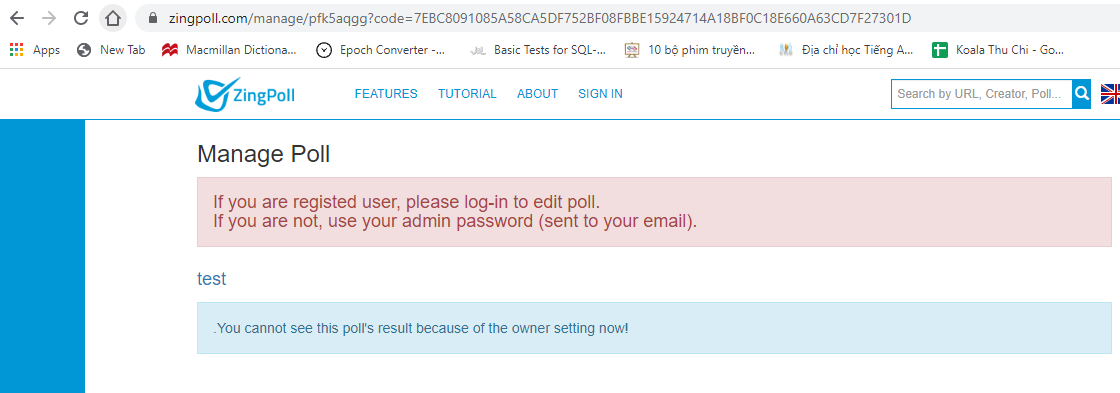 zingpoll.com/manage/pfk5aqgg?code=7EBC8091085A58CA5DF752BF08FBBE15924714A18BF0C18E660A63CD7F27301D
Apps New Tab Macmillan Dictiona... Epoch Converter -... Basic Tests for SQL-... 10 bộ phim truyền... Địa chỉ học Tiếng A... Koala Thu Chi - Go...
ZingPoll FEATURES TUTORIAL ABOUT SIGN IN Search by URL, Creator, Poll...
Manage Poll
If you are registed user, please log-in to edit poll.
If you are not, use your admin password (sent to your email).
test
.You cannot see this poll's result because of the owner setting now!